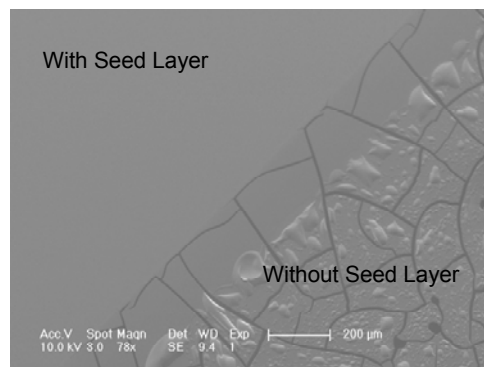 With Seed Layer
Without Seed Layer
Acc.V Spot Magn Det WD Exp 200 µm
10.0 kV 3.0 78x SE 9.4 1